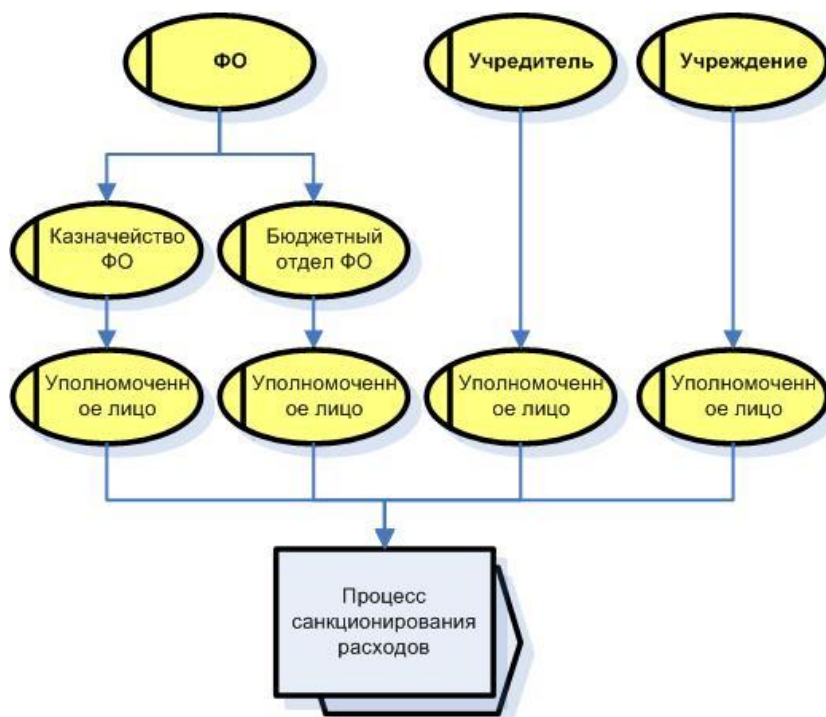 ФО
Учредитель
Учреждение
Казначейство
ФО
Бюджетный
отдел ФО
Уполномоченн
ое лицо
Уполномоченн
ое лицо
Уполномоченн
ое лицо
Уполномоченн
ое лицо
Процесс
санкционирования
расходов